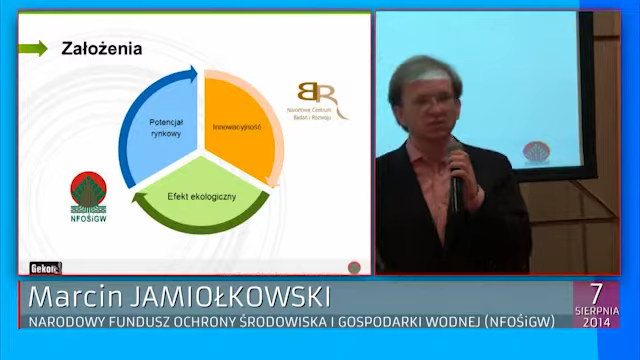 Założenia
Potencjał
rynkowy
Innowacyjność
Efekt ekologiczny
BR
Narodowe Centrum
Badań i Rozwoju
NFOŚiGW
Gekon
Marcin JAMIOŁKOWSKI
NARODOWY FUNDUSZ OCHRONY ŚRODOWISKA I GOSPODARKI WODNEJ (NFOŚiGW)
7
SIERPNIA
2014